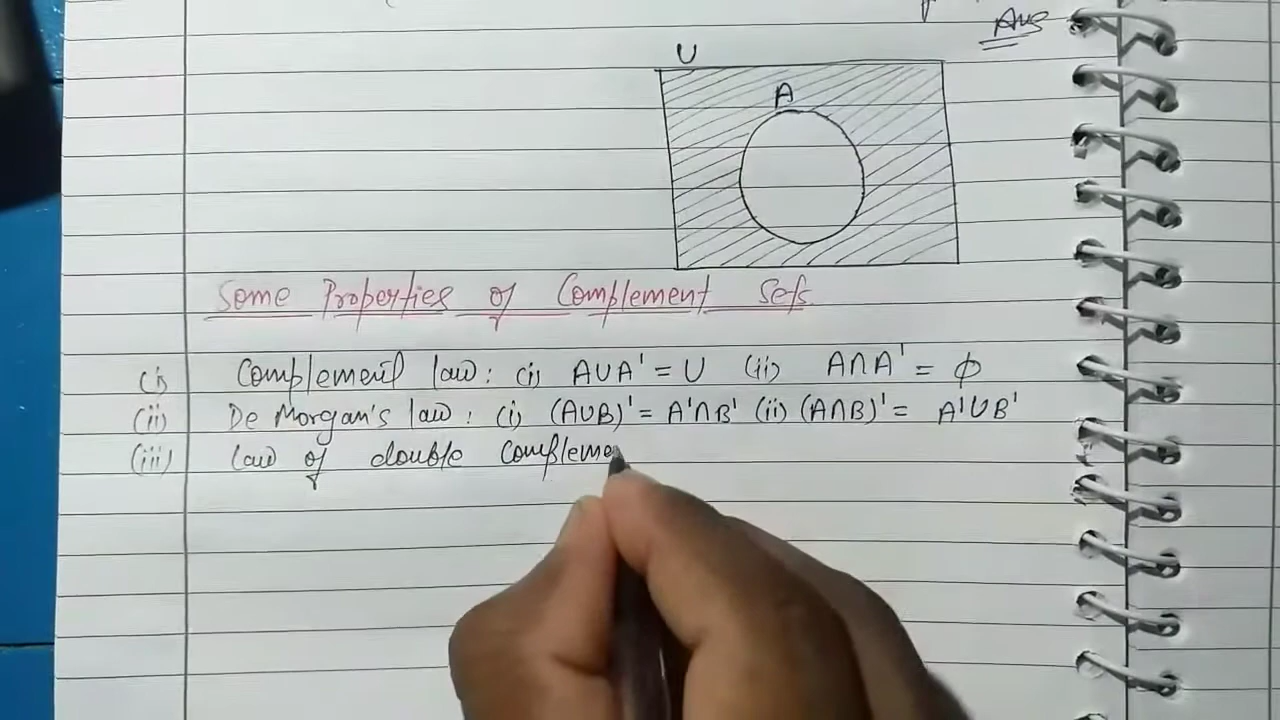 Ans
U
A
Some Properties of Complement Sets
(i) Complement law: (i) A∪A' = U (ii) A∩A' = ϕ
(ii) De Morgan's law: (i) (A∪B)' = A'∩B' (ii) (A∩B)' = A'∪B'
(iii) law of double Compleme